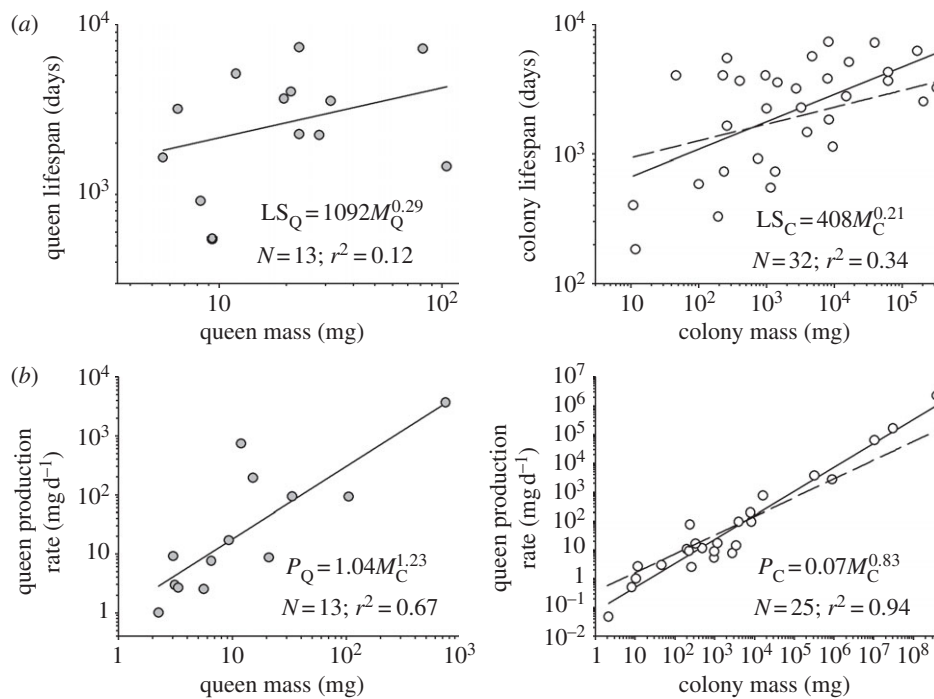 (a)
10^4
10^3
queen lifespan (days)
LS_Q = 1092M_Q^0.29
N = 13; r^2 = 0.12
10
10^2
queen mass (mg)
10^4
10^3
10^2
colony lifespan (days)
LS_C = 408M_C^0.21
N = 32; r^2 = 0.34
10
10^2
10^3
10^4
10^5
colony mass (mg)
(b)
10^4
10^3
10^2
10
1
queen production
rate (mg d^–1)
P_Q = 1.04M_C^1.23
N = 13; r^2 = 0.67
1
10
10^2
10^3
queen mass (mg)
10^7
10^6
10^5
10^4
10^3
10^2
10
1
10^–1
10^–2
queen production
rate (mg d^–1)
P_C = 0.07M_C^0.83
N = 25; r^2 = 0.94
1
10
10^2
10^3
10^4
10^5
10^6
10^7
10^8
colony mass (mg)